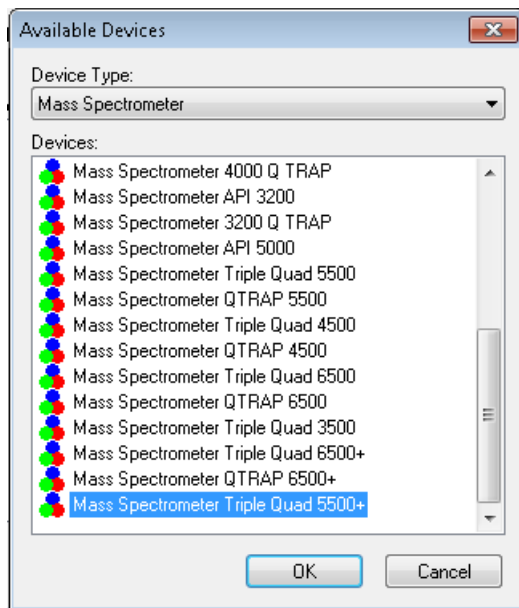 Available Devices
Device Type:
Mass Spectrometer
Devices:
Mass Spectrometer 4000 Q TRAP
Mass Spectrometer API 3200
Mass Spectrometer 3200 Q TRAP
Mass Spectrometer API 5000
Mass Spectrometer Triple Quad 5500
Mass Spectrometer QTRAP 5500
Mass Spectrometer Triple Quad 4500
Mass Spectrometer QTRAP 4500
Mass Spectrometer Triple Quad 6500
Mass Spectrometer QTRAP 6500
Mass Spectrometer Triple Quad 3500
Mass Spectrometer Triple Quad 6500+
Mass Spectrometer QTRAP 6500+
Mass Spectrometer Triple Quad 5500+
OK Cancel